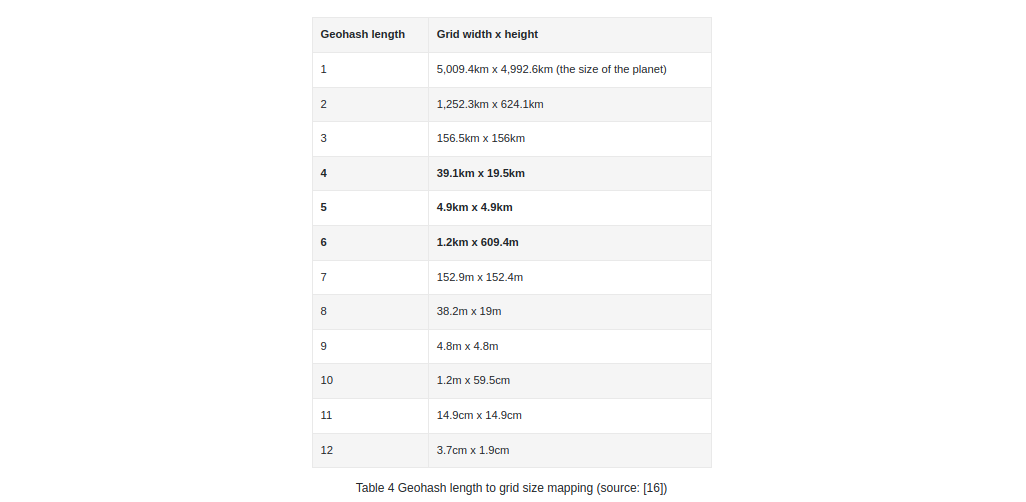 Geohash length Grid width x height
1 5,009.4km x 4,992.6km (the size of the planet)
2 1,252.3km x 624.1km
3 156.5km x 156km
4 39.1km x 19.5km
5 4.9km x 4.9km
6 1.2km x 609.4m
7 152.9m x 152.4m
8 38.2m x 19m
9 4.8m x 4.8m
10 1.2m x 59.5cm
11 14.9cm x 14.9cm
12 3.7cm x 1.9cm
Table 4 Geohash length to grid size mapping (source: [16])